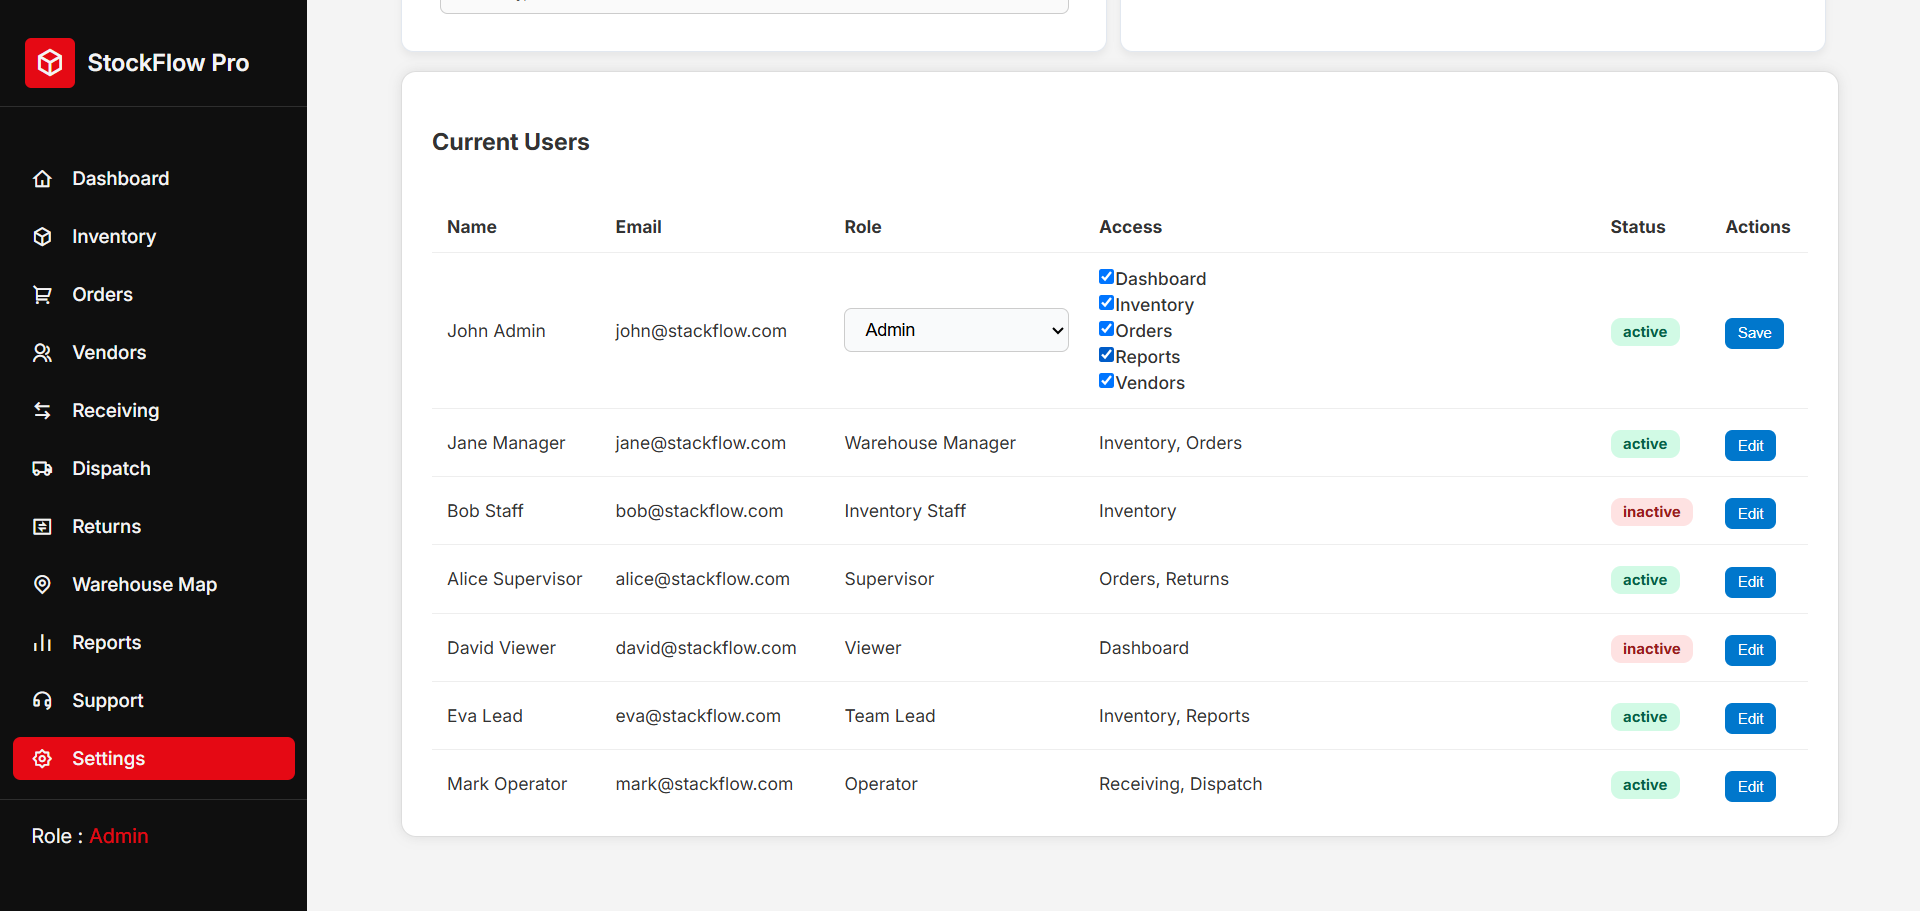 StockFlow Pro
Dashboard
Inventory
Orders
Vendors
Receiving
Dispatch
Returns
Warehouse Map
Reports
Support
Settings
Role : Admin
Current Users
Name Email Role Access Status Actions
John Admin john@stackflow.com Admin Dashboard Inventory Orders Reports Vendors active Save
Jane Manager jane@stackflow.com Warehouse Manager Inventory, Orders active Edit
Bob Staff bob@stackflow.com Inventory Staff Inventory inactive Edit
Alice Supervisor alice@stackflow.com Supervisor Orders, Returns active Edit
David Viewer david@stackflow.com Viewer Dashboard inactive Edit
Eva Lead eva@stackflow.com Team Lead Inventory, Reports active Edit
Mark Operator mark@stackflow.com Operator Receiving, Dispatch active Edit